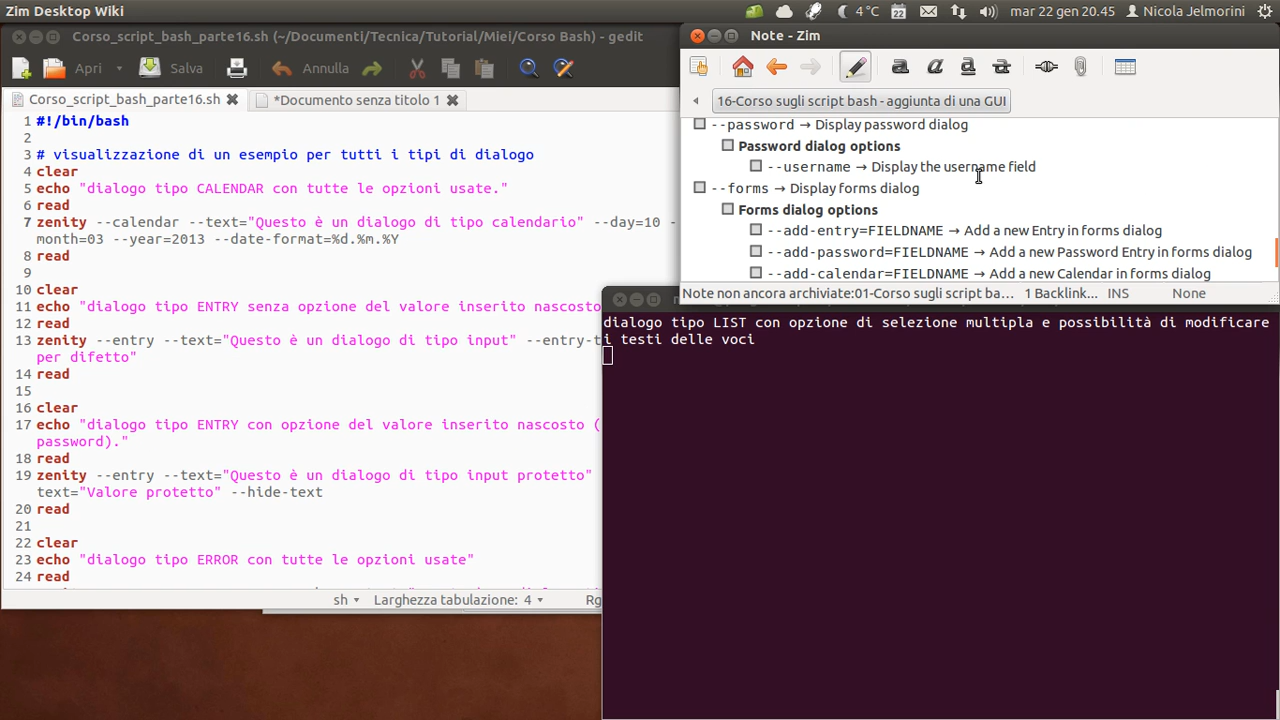 Zim Desktop Wiki
4 °C
22
mar 22 gen 20.45
Nicola Jelmorini
Corso_script_bash_parte16.sh (~/Documenti/Tecnica/Tutorial/Miei/Corso Bash) - gedit
Apri
Salva
Annulla
Corso_script_bash_parte16.sh
*Documento senza titolo 1
1 #!/bin/bash
2
3 # visualizzazione di un esempio per tutti i tipi di dialogo
4 clear
5 echo "dialogo tipo CALENDAR con tutte le opzioni usate."
6 read
7 zenity --calendar --text="Questo è un dialogo di tipo calendario" --day=10 -
month=03 --year=2013 --date-format=%d.%m.%Y
8 read
9
10 clear
11 echo "dialogo tipo ENTRY senza opzione del valore inserito nascosto
12 read
13 zenity --entry --text="Questo è un dialogo di tipo input" --entry-t
per difetto"
14 read
15
16 clear
17 echo "dialogo tipo ENTRY con opzione del valore inserito nascosto (
password)."
18 read
19 zenity --entry --text="Questo è un dialogo di tipo input protetto"
text="Valore protetto" --hide-text
20 read
21
22 clear
23 echo "dialogo tipo ERROR con tutte le opzioni usate"
24 read
sh
Larghezza tabulazione: 4
Rg
Note - Zim
a a a a
16-Corso sugli script bash - aggiunta di una GUI
--password → Display password dialog
Password dialog options
--username → Display the username field
--forms → Display forms dialog
Forms dialog options
--add-entry=FIELDNAME → Add a new Entry in forms dialog
--add-password=FIELDNAME → Add a new Password Entry in forms dialog
--add-calendar=FIELDNAME → Add a new Calendar in forms dialog
Note non ancora archiviate:01-Corso sugli script ba...
1 Backlink...
INS
None
dialogo tipo LIST con opzione di selezione multipla e possibilità di modificare
i testi delle voci